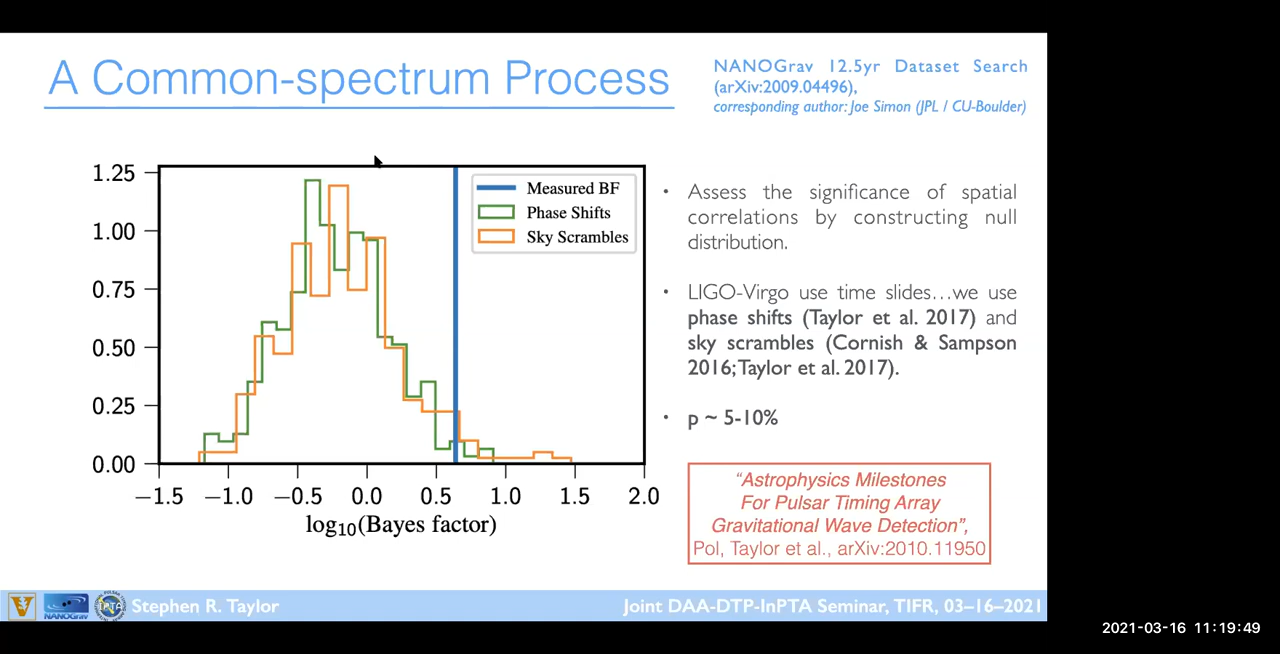 A Common-spectrum Process
NANOGrav 12.5yr Dataset Search
(arXiv:2009.04496),
corresponding author: Joe Simon (JPL / CU-Boulder)
1.25
1.00
0.75
0.50
0.25
0.00
−1.5 −1.0 −0.5 0.0 0.5 1.0 1.5 2.0
log10(Bayes factor)
Measured BF
Phase Shifts
Sky Scrambles
• Assess the significance of spatial
correlations by constructing null
distribution.
• LIGO-Virgo use time slides...we use
phase shifts (Taylor et al. 2017) and
sky scrambles (Cornish & Sampson
2016; Taylor et al. 2017).
• p ~ 5-10%
"Astrophysics Milestones
For Pulsar Timing Array
Gravitational Wave Detection",
Pol, Taylor et al., arXiv:2010.11950
V
NANOGrav
IPTA
Stephen R. Taylor
Joint DAA-DTP-InPTA Seminar, TIFR, 03–16–2021
2021-03-16 11:19:49